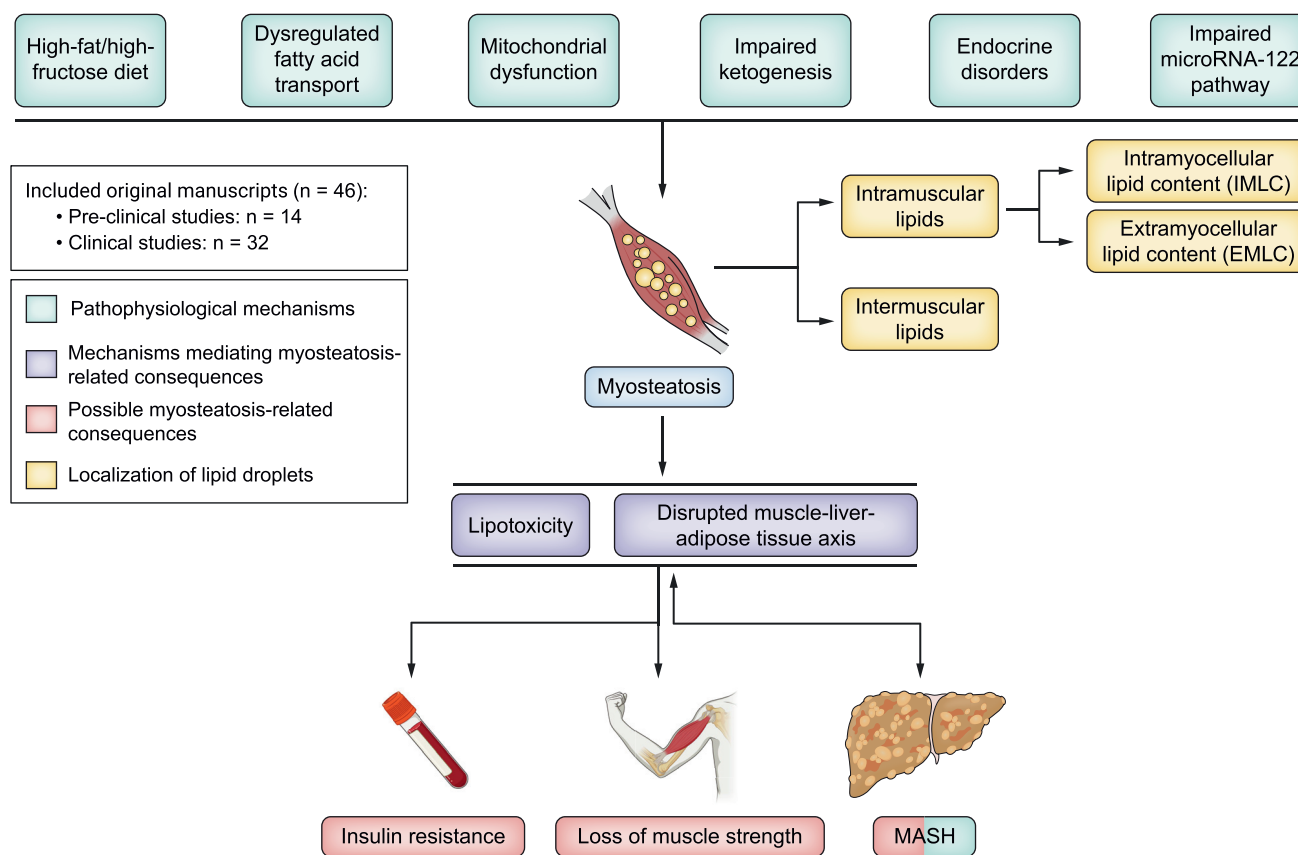 High-fat/high-
fructose diet
Dysregulated
fatty acid
transport
Mitochondrial
dysfunction
Impaired
ketogenesis
Endocrine
disorders
Impaired
microRNA-122
pathway
Included original manuscripts (n = 46):
• Pre-clinical studies: n = 14
• Clinical studies: n = 32
Pathophysiological mechanisms
Mechanisms mediating myosteatosis-
related consequences
Possible myosteatosis-related
consequences
Localization of lipid droplets
Intramuscular
lipids
Intramyocellular
lipid content (IMLC)
Extramyocellular
lipid content (EMLC)
Intermuscular
lipids
Myosteatosis
Lipotoxicity
Disrupted muscle-liver-
adipose tissue axis
Insulin resistance
Loss of muscle strength
MASH